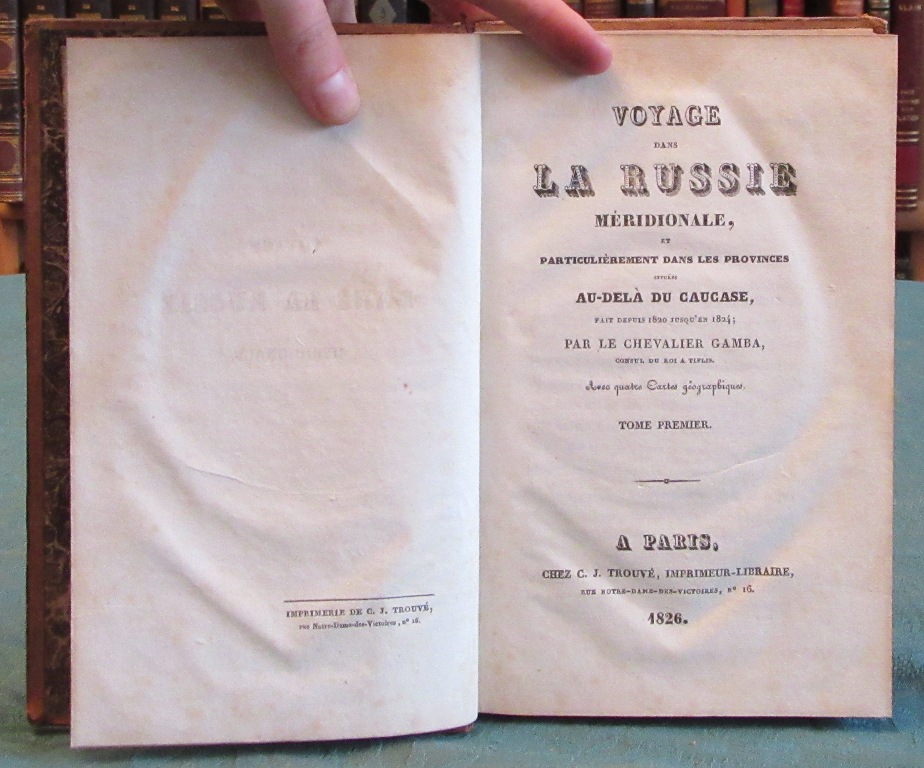 IMPRIMERIE DE C. J. TROUVÉ,
rue Notre-Dame-des-Victoires, n° 16.
VOYAGE
DANS
LA RUSSIE
MÉRIDIONALE,
ET
PARTICULIÈREMENT DANS LES PROVINCES
SITUÉES
AU-DELÀ DU CAUCASE,
FAIT DEPUIS 1820 JUSQU'EN 1824;
PAR LE CHEVALIER GAMBA,
CONSUL DU ROI A TIFLIS.
Avec quatre Cartes géographiques.
TOME PREMIER.
A PARIS,
CHEZ C. J. TROUVÉ, IMPRIMEUR-LIBRAIRE,
RUE NOTRE-DAME-DES-VICTOIRES, N° 16.
1826.